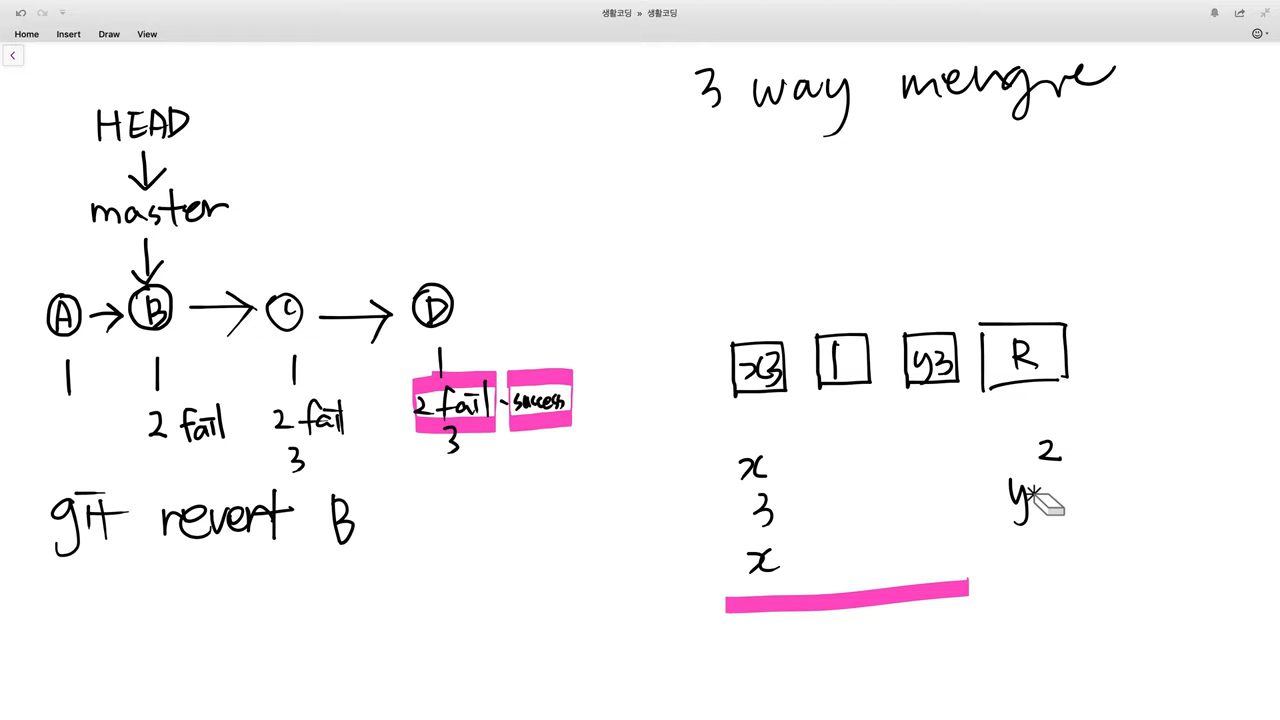 생활코딩 » 생활코딩
Home Insert Draw View
3 way mergre
HEAD
master
A B C D
1 1 1 1
2 fail 2 fail 2 fail - success
3 3
git revert B
x3 1 y3 R
x 2
3 y
x